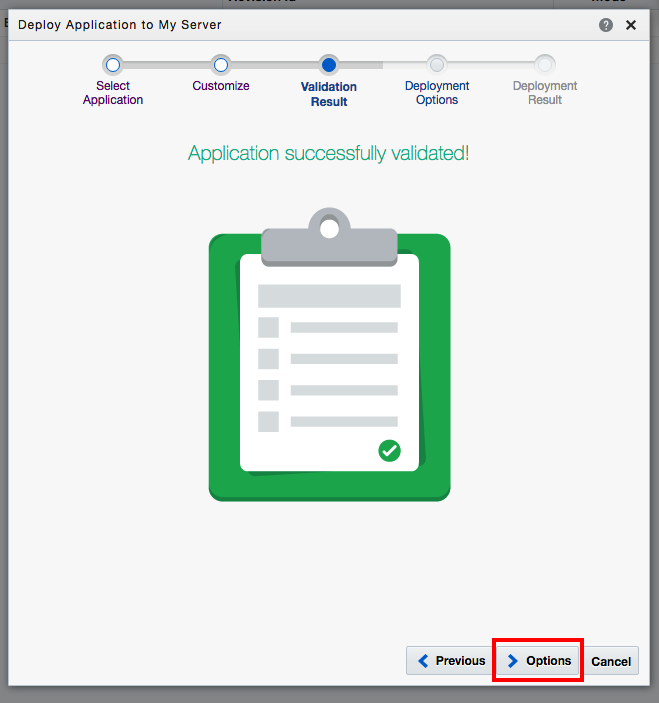 Deploy Application to My Server
Select
Application
Customize
Validation
Result
Deployment
Options
Deployment
Result
Application successfully validated!
Previous
Options
Cancel